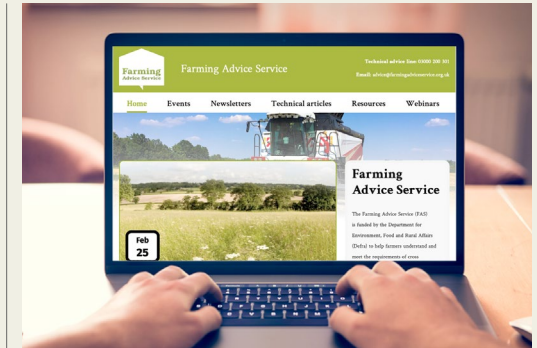 Farming
Advice Service
Farming Advice Service
Technical advice line: 03000 200 301
Email: advice@farmingadviceservice.org.uk
Home Events Newsletters Technical articles Resources Webinars
Feb
25
Farming
Advice Service
The Farming Advice Service (FAS)
is funded by the Department for
Environment, Food and Rural Affairs
(Defra) to help farmers understand and
meet the requirements of cross